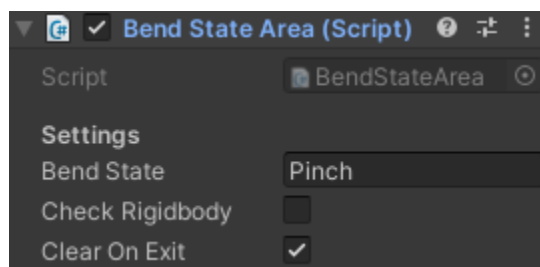 Bend State Area (Script)
Script BendStateArea
Settings
Bend State Pinch
Check Rigidbody
Clear On Exit